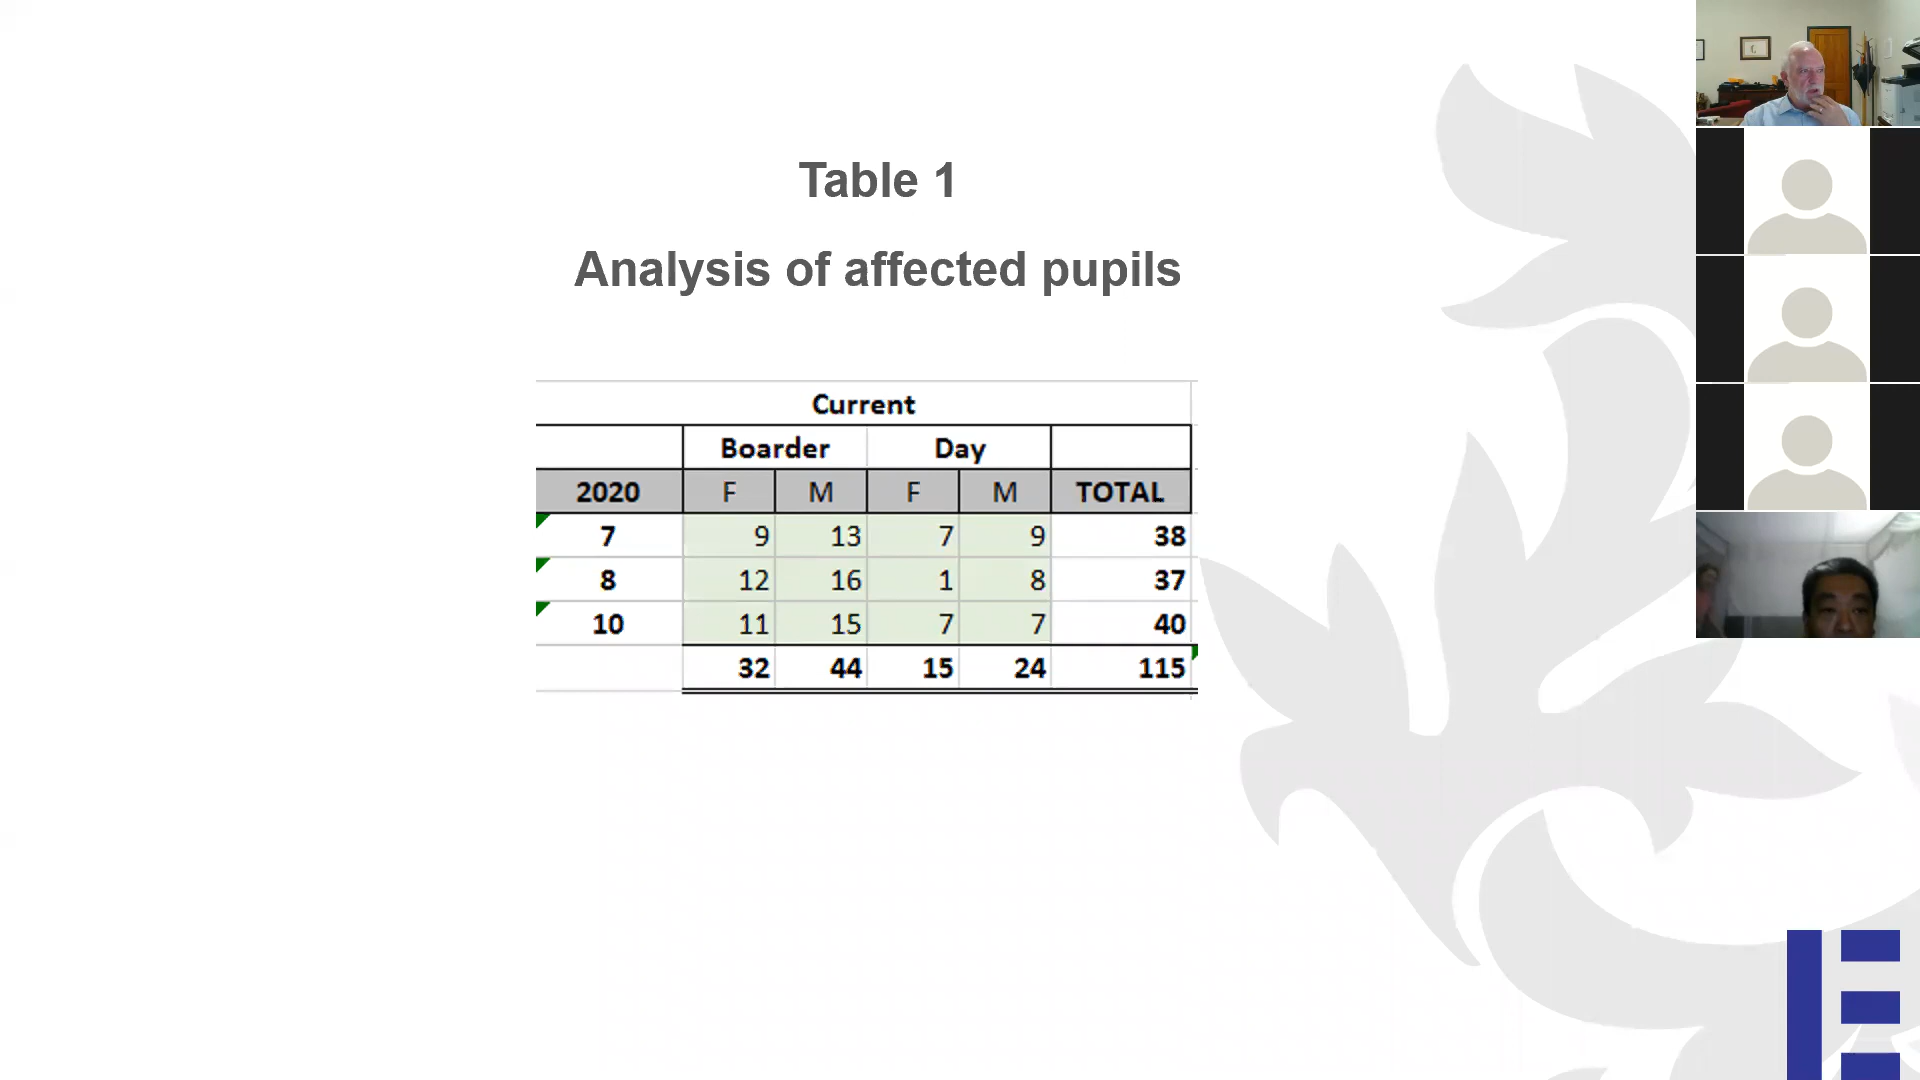 Table 1
Analysis of affected pupils
Current
Boarder Day
2020 F M F M TOTAL
7 9 13 7 9 38
8 12 16 1 8 37
10 11 15 7 7 40
32 44 15 24 115